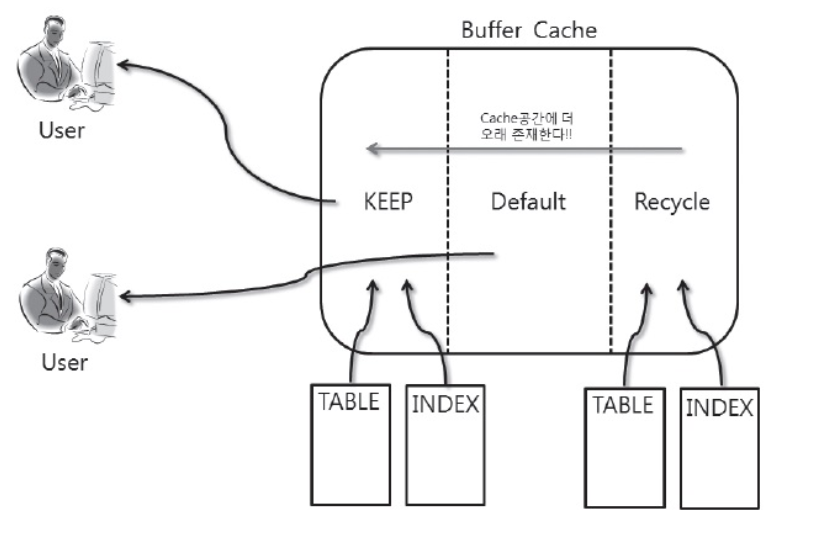 Buffer Cache
User
Cache공간에 더
오래 존재한다!!
KEEP
Default
Recycle
User
TABLE
INDEX
TABLE
INDEX